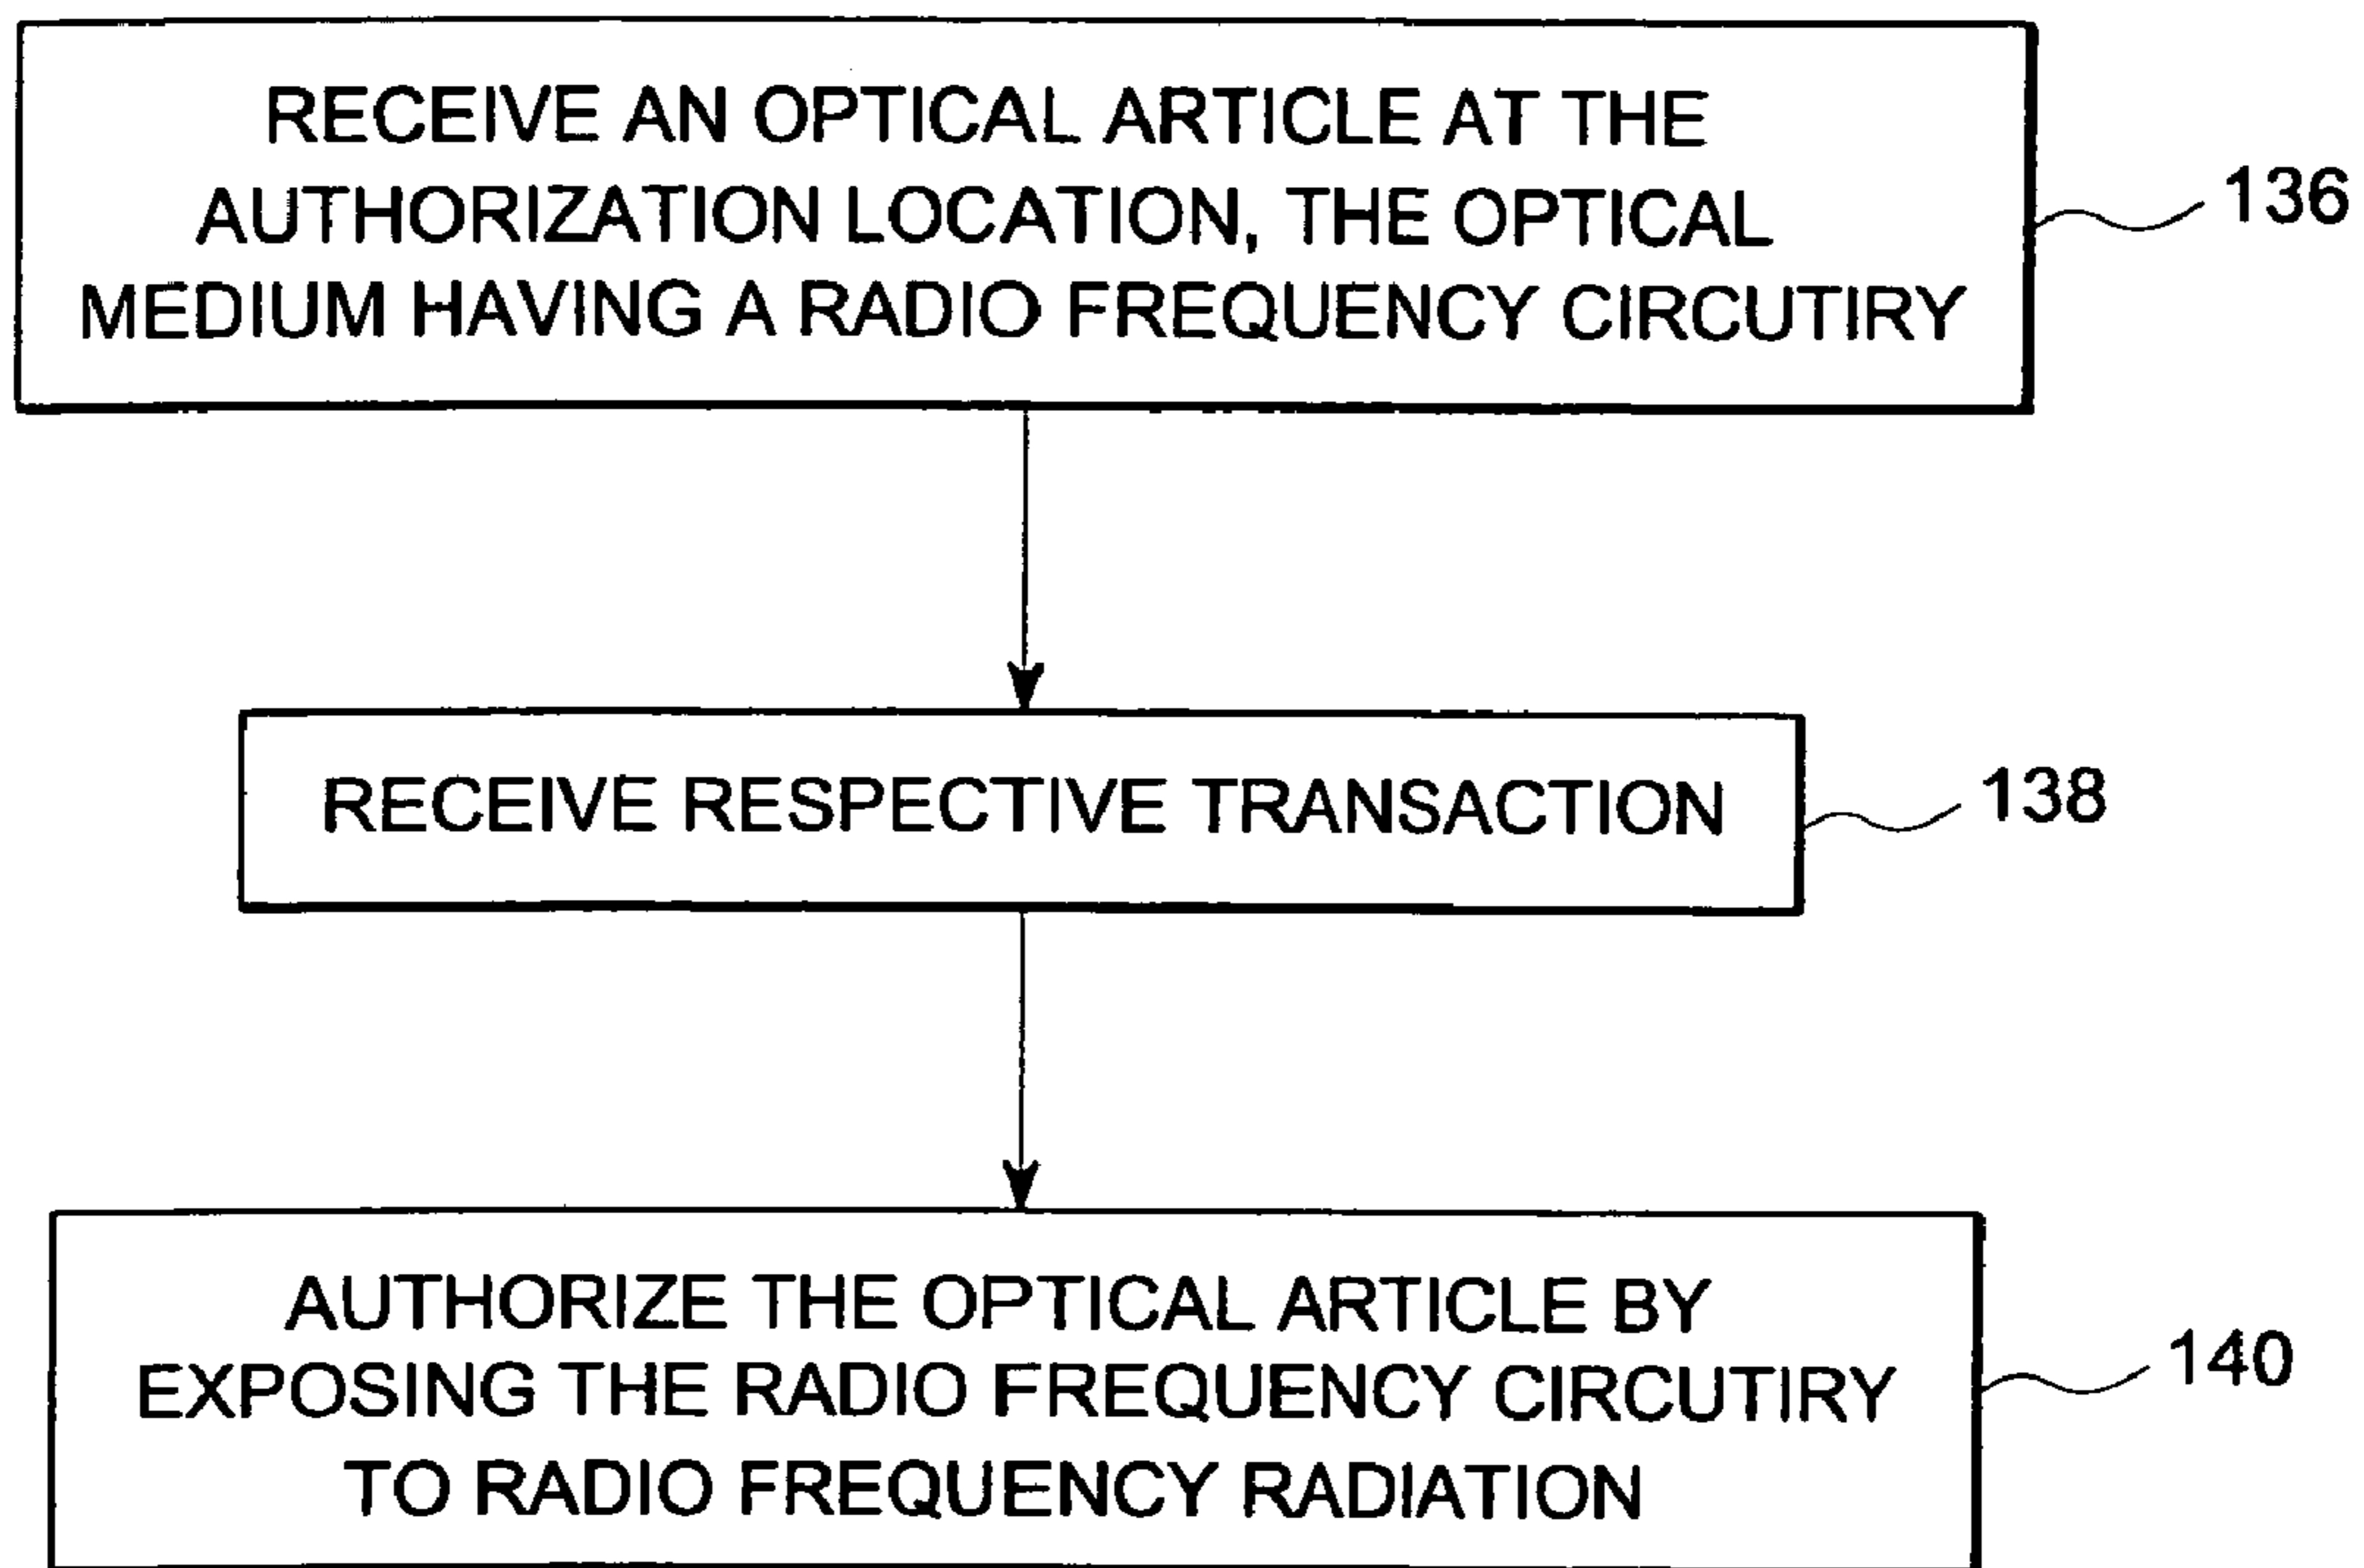 RECEIVE AN OPTICAL ARTICLE AT THE
AUTHORIZATION LOCATION, THE OPTICAL
MEDIUM HAVING A RADIO FREQUENCY CIRCUTIRY
136
RECEIVE RESPECTIVE TRANSACTION
138
AUTHORIZE THE OPTICAL ARTICLE BY
EXPOSING THE RADIO FREQUENCY CIRCUTIRY
TO RADIO FREQUENCY RADIATION
140